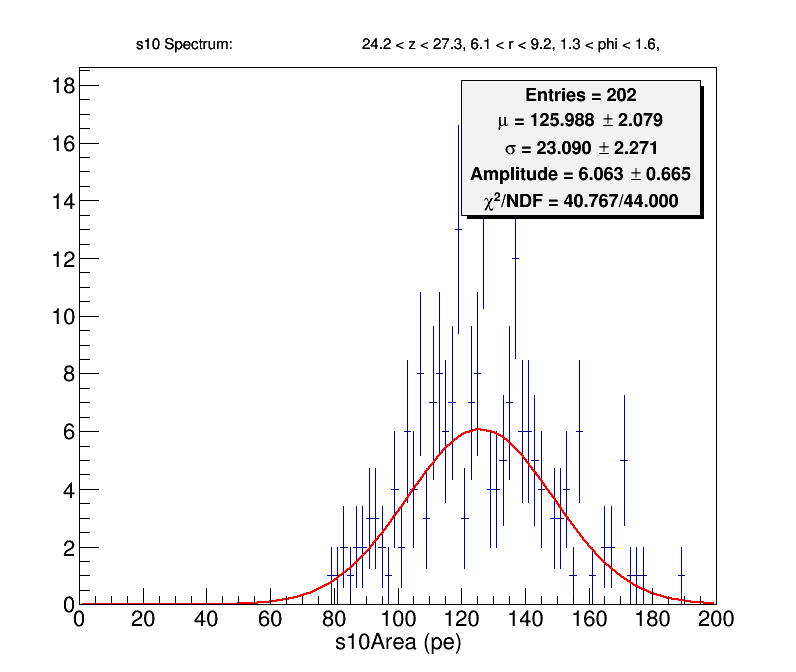 s10 Spectrum: 24.2 < z < 27.3, 6.1 < r < 9.2, 1.3 < phi < 1.6,
Entries = 202
μ = 125.988 ± 2.079
σ = 23.090 ± 2.271
Amplitude = 6.063 ± 0.665
χ²/NDF = 40.767/44.000
18
16
14
12
10
8
6
4
2
0
0 20 40 60 80 100 120 140 160 180 200
s10Area (pe)